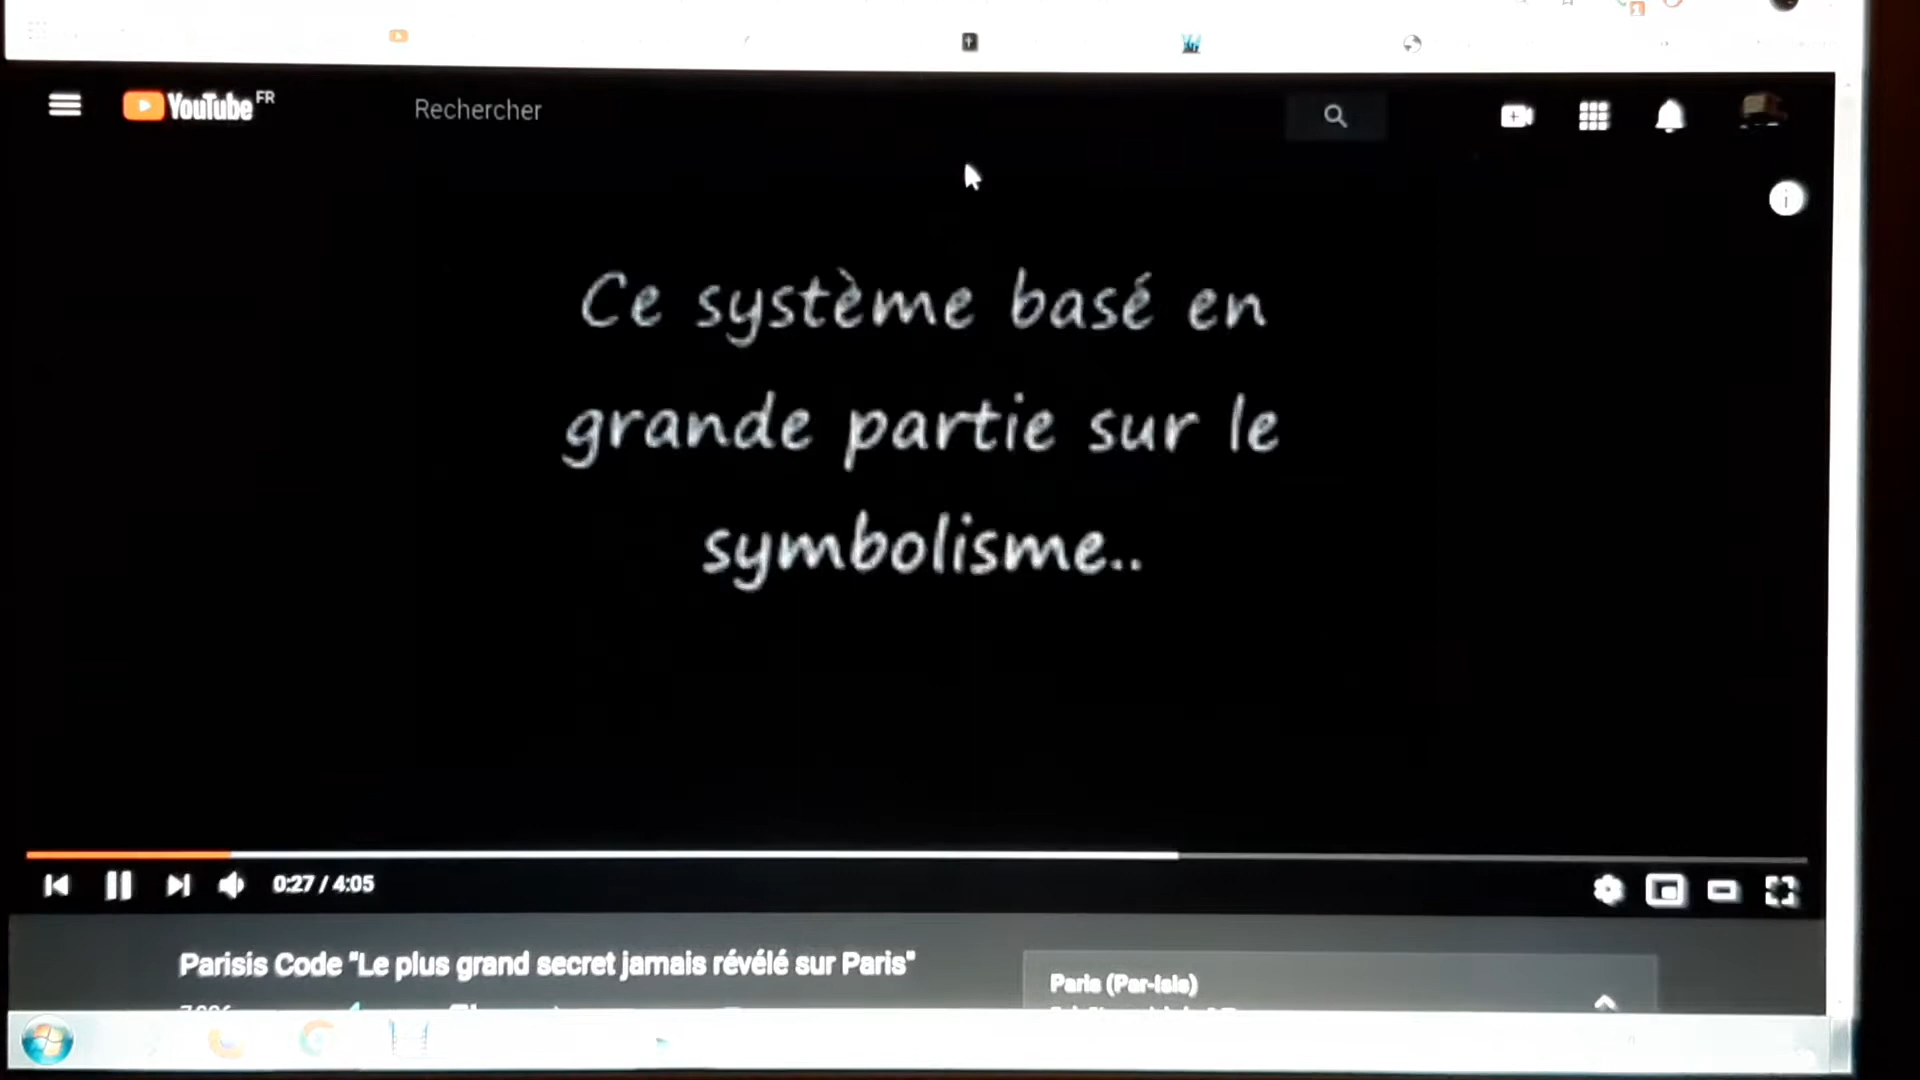 YouTube FR
Rechercher
Ce système basé en
grande partie sur le
symbolisme..
0:27 / 4:05
Parisis Code "Le plus grand secret jamais révélé sur Paris"
Paris (Par-Isis)